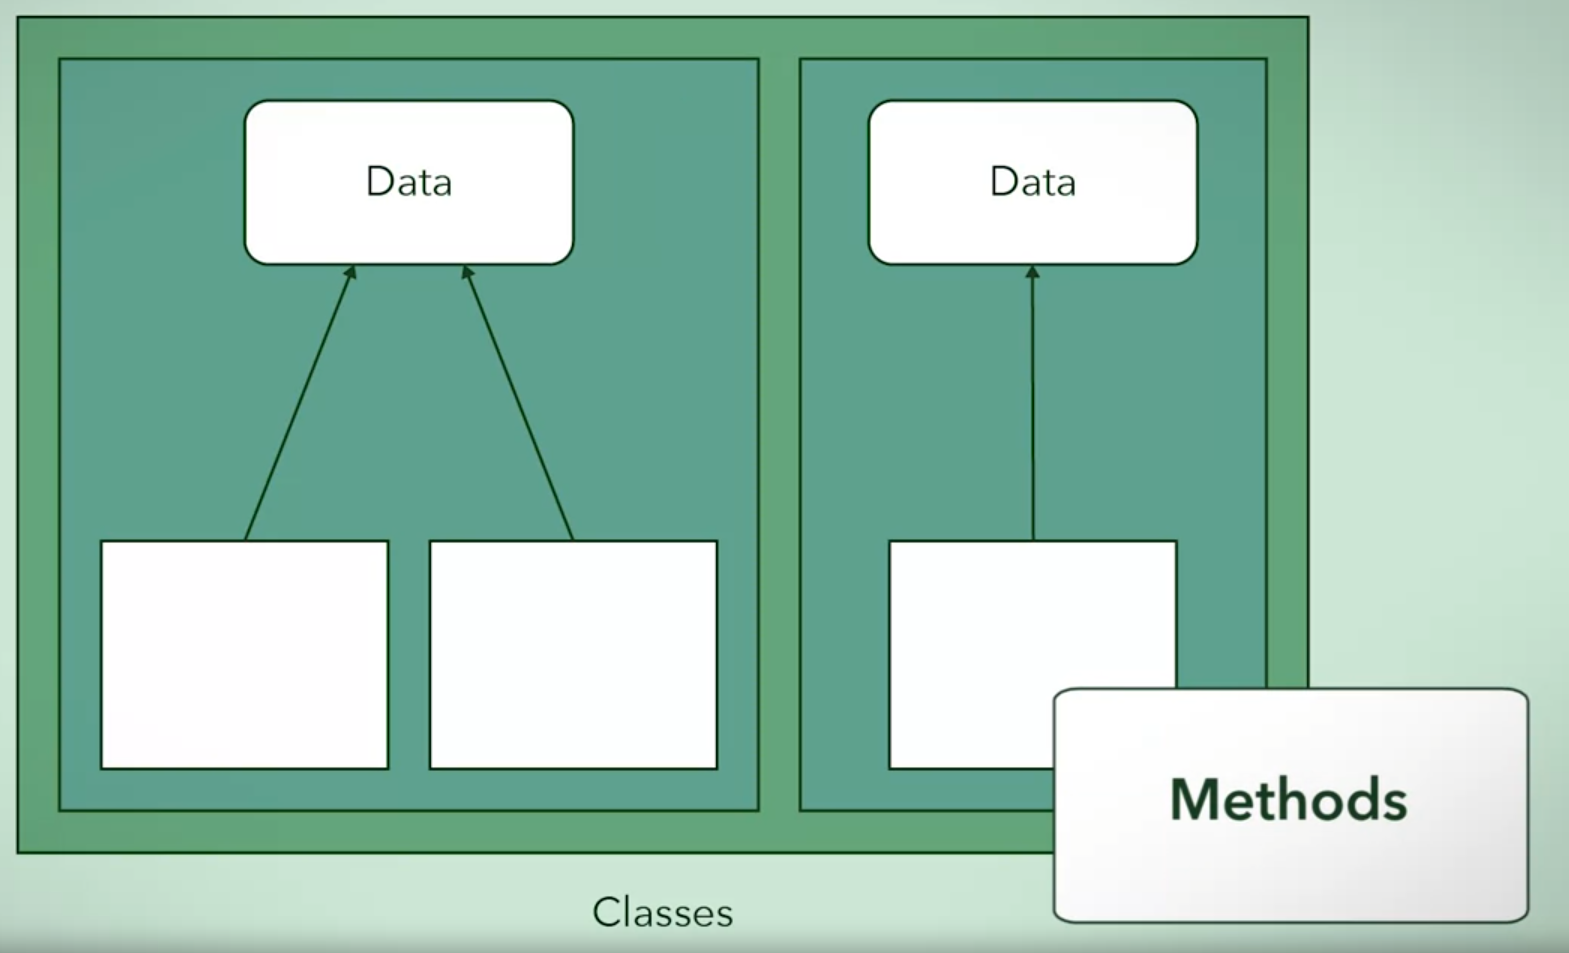 Data
Data
Methods
Classes